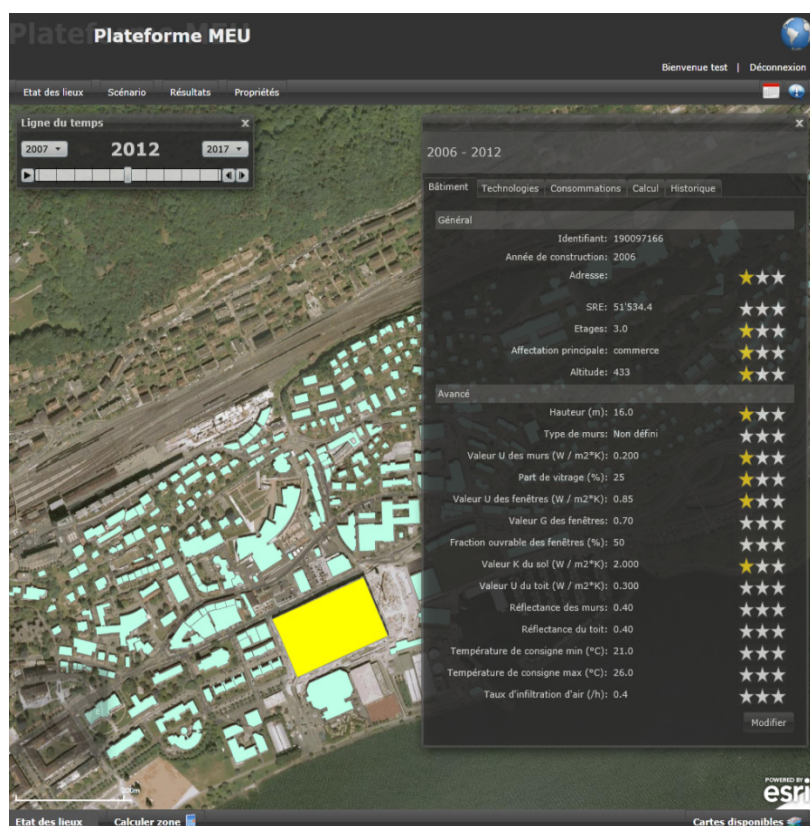 Plateforme MEU
Plateforme MEU
Bienvenue test | Déconnexion
Etat des lieux Scénario Résultats Propriétés
Ligne du temps x
2007 2012 2017
x
2006 - 2012
Bâtiment Technologies Consommations Calcul Historique
Général
Identifiant: 190097166
Année de construction: 2006
Adresse:
SRE: 51'534.4
Etages: 3.0
Affectation principale: commerce
Altitude: 433
Avancé
Hauteur (m): 16.0
Type de murs: Non défini
Valeur U des murs (W / m2*K): 0.200
Part de vitrage (%): 25
Valeur U des fenêtres (W / m2*K): 0.85
Valeur G des fenêtres: 0.70
Fraction ouvrable des fenêtres (%): 50
Valeur K du sol (W / m2*K): 2.000
Valeur U du toit (W / m2*K): 0.300
Réflectance des murs: 0.40
Réflectance du toit: 0.40
Température de consigne min (°C): 21.0
Température de consigne max (°C): 26.0
Taux d'infiltration d'air (/h): 0.4
Modifier
200m
POWERED BY
esri
Etat des lieux Calculer zone Cartes disponibles